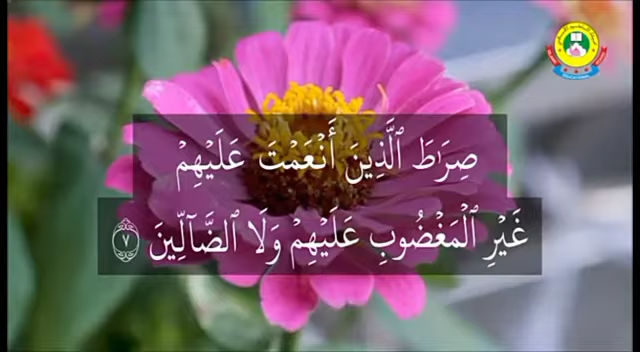 صِرَٰطَ ٱلَّذِينَ أَنْعَمْتَ عَلَيْهِمْ
غَيْرِ ٱلْمَغْضُوبِ عَلَيْهِمْ وَلَا ٱلضَّآلِّينَ ۝٧